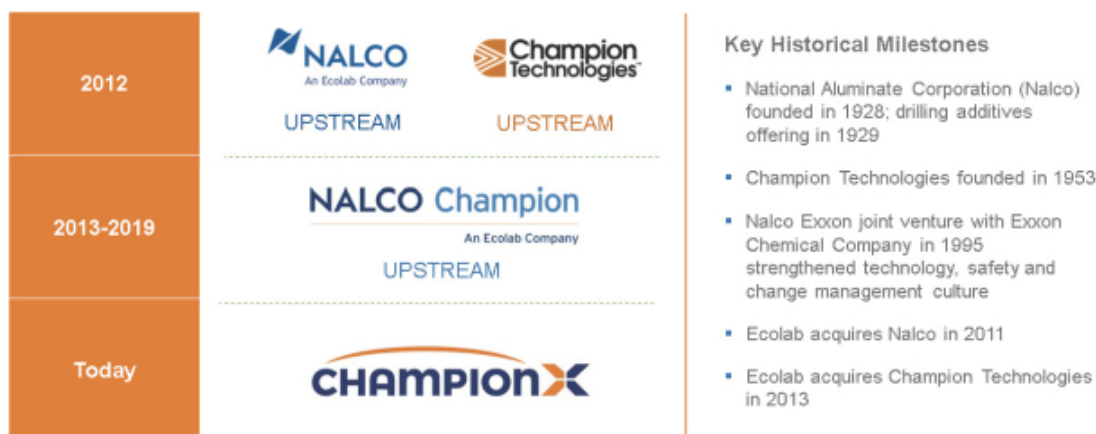 2012
NALCO
An Ecolab Company
UPSTREAM
Champion
Technologies™
UPSTREAM
2013-2019
NALCO Champion
An Ecolab Company
UPSTREAM
Today
CHAMPIONX
Key Historical Milestones
▪ National Aluminate Corporation (Nalco)
founded in 1928; drilling additives
offering in 1929
▪ Champion Technologies founded in 1953
▪ Nalco Exxon joint venture with Exxon
Chemical Company in 1995
strengthened technology, safety and
change management culture
▪ Ecolab acquires Nalco in 2011
▪ Ecolab acquires Champion Technologies
in 2013